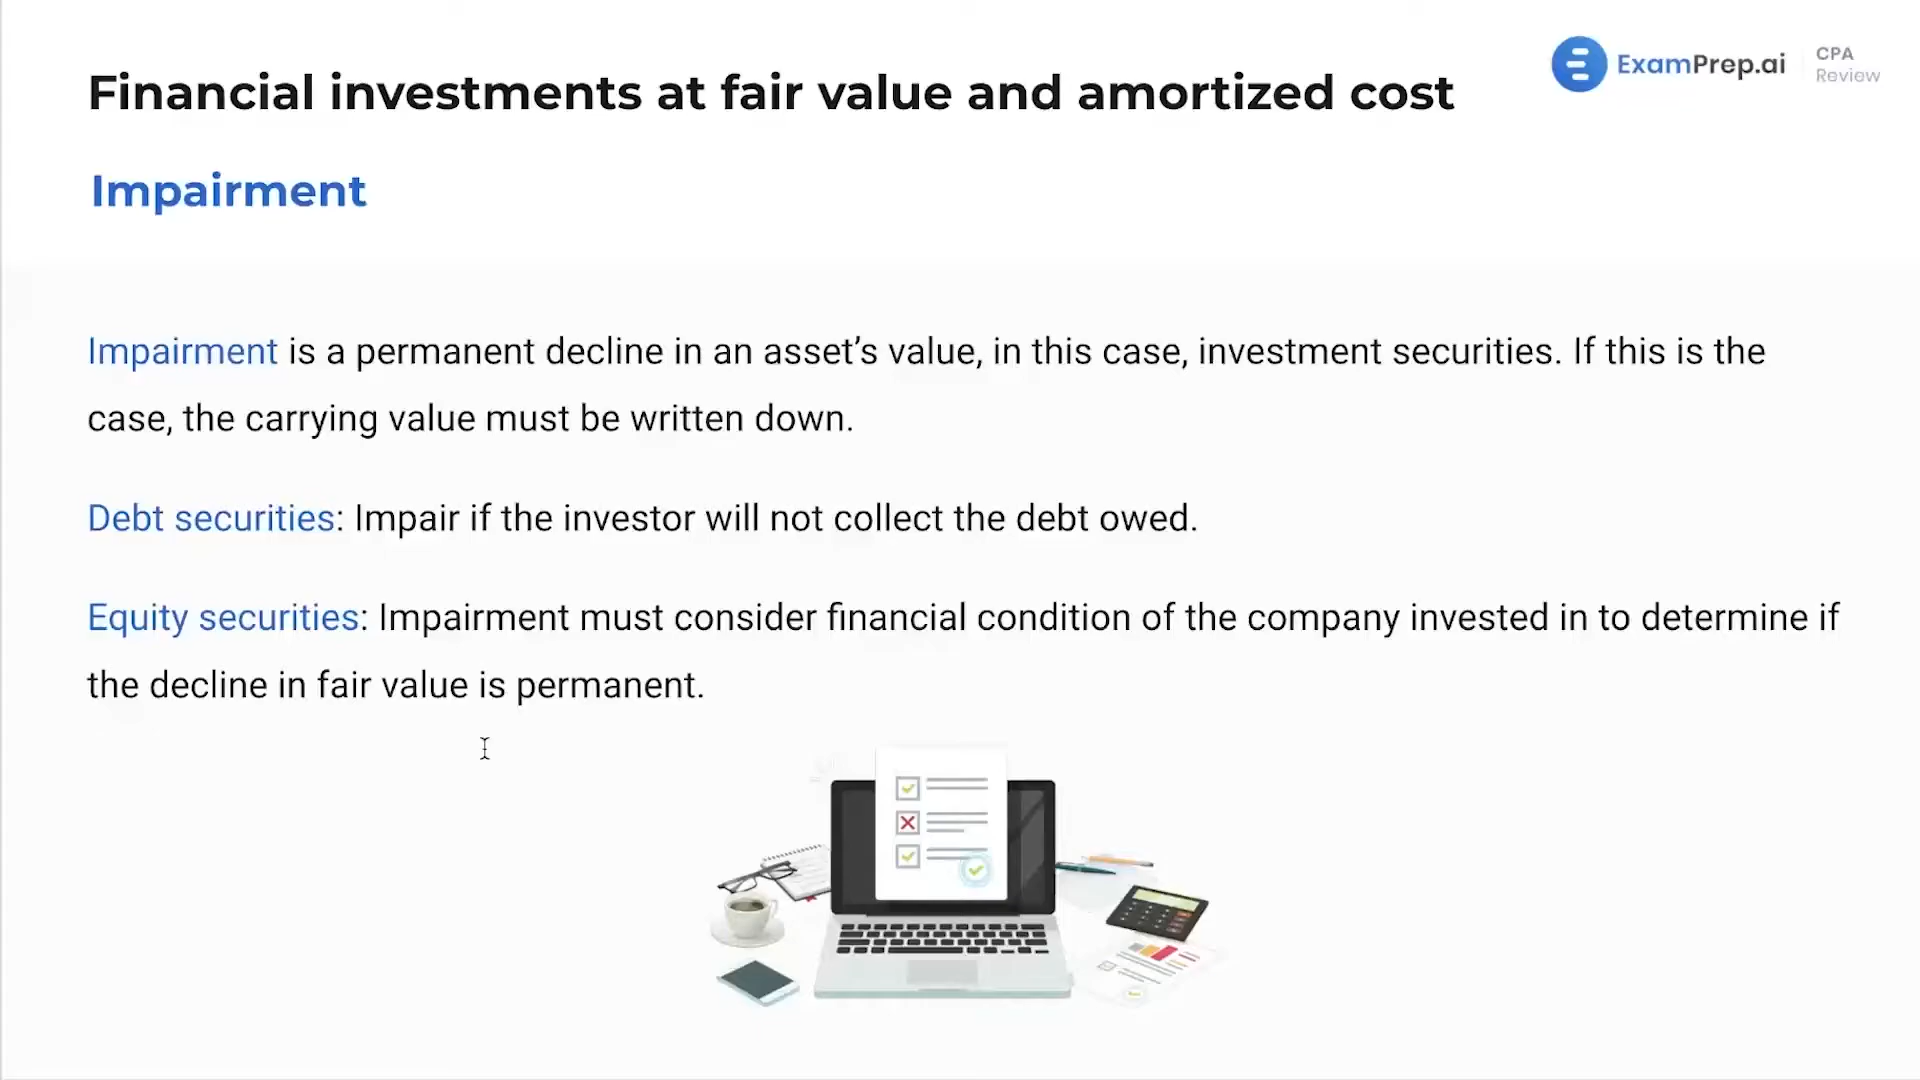 Financial investments at fair value and amortized cost
ExamPrep.ai
CPA
Review
Impairment
Impairment is a permanent decline in an asset’s value, in this case, investment securities. If this is the
case, the carrying value must be written down.
Debt securities: Impair if the investor will not collect the debt owed.
Equity securities: Impairment must consider financial condition of the company invested in to determine if
the decline in fair value is permanent.